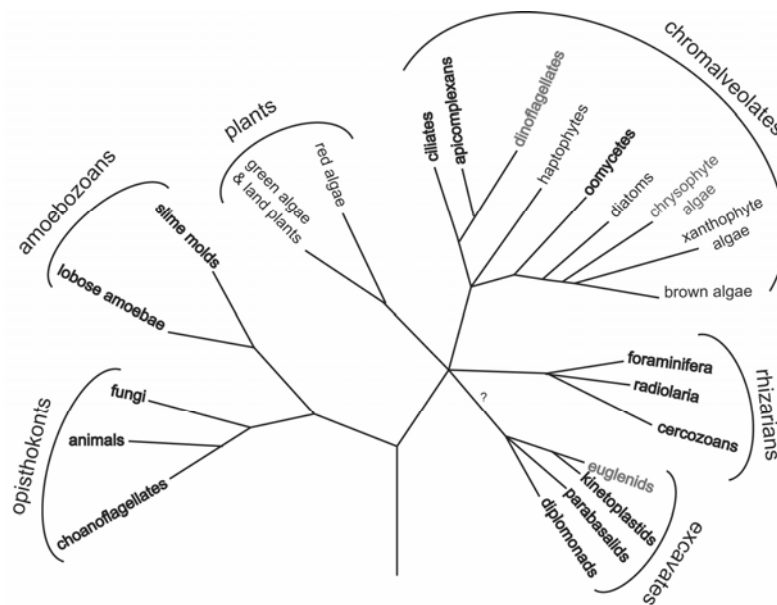 chromalveolates
ciliates
apicomplexans
dinoflagellates
haptophytes
oomycetes
diatoms
chrysophyte
algae
xanthophyte
algae
brown algae
plants
green algae
& land plants
red algae
amoebozoans
slime molds
lobose amoebae
opisthokonts
fungi
animals
choanoflagellates
?
foraminifera
radiolaria
cercozoans
rhizarians
euglenids
kinetoplastids
parabasalids
diplomonads
excavates